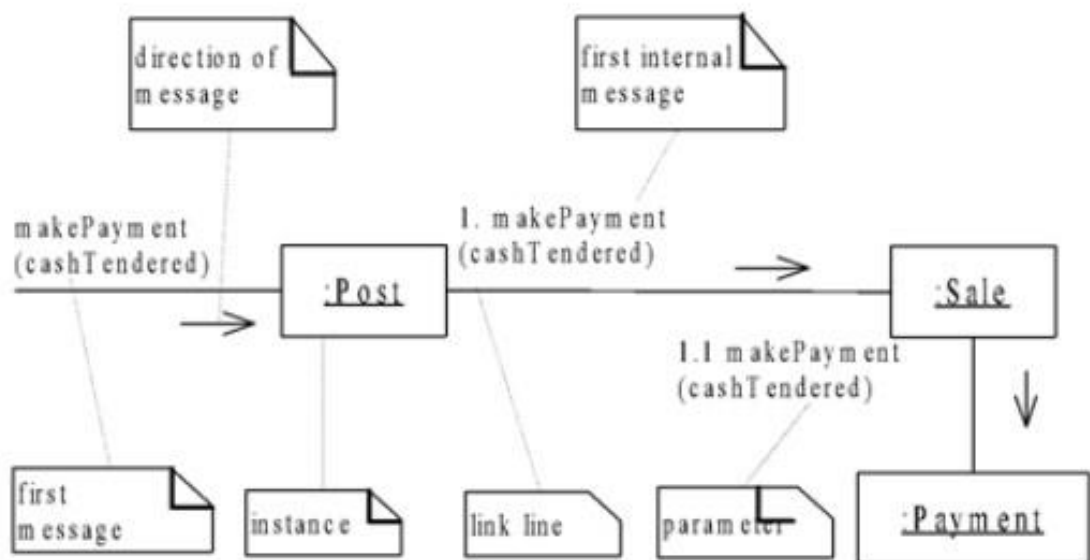 direction of
message
first internal
message
makePayment
(cashTendered)
1. makePayment
(cashTendered)
:Post
:Sale
1.1 makePayment
(cashTendered)
first
message
instance
link line
parameter
:Payment